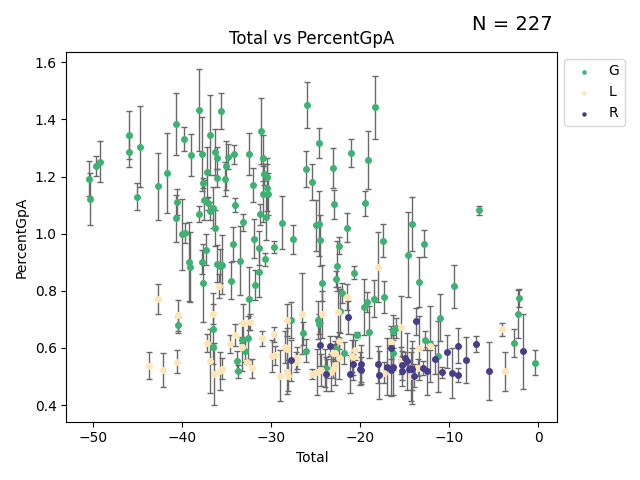 N = 227
Total vs PercentGpA
G
L
R
PercentGpA
1.6
1.4
1.2
1.0
0.8
0.6
0.4
−50 −40 −30 −20 −10 0
Total